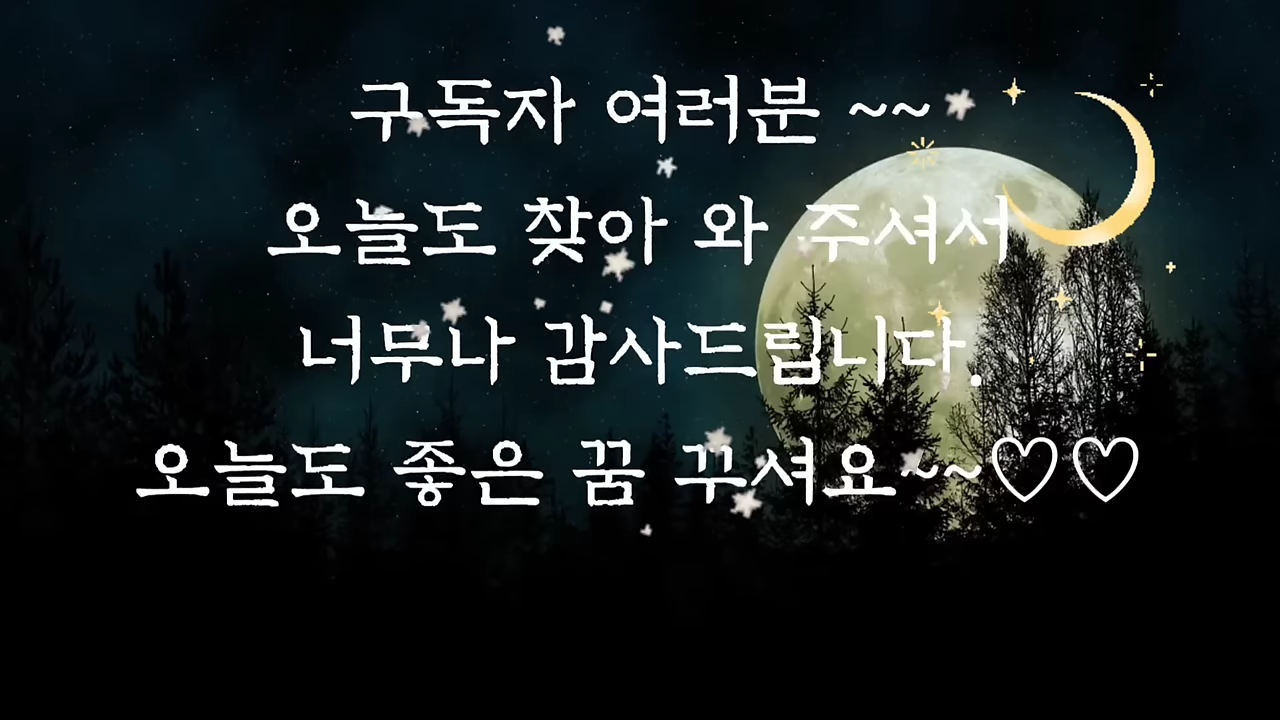 구독자 여러분 ~~
오늘도 찾아 와 주셔서
너무나 감사드립니다.
오늘도 좋은 꿈 꾸셔요~~♡♡